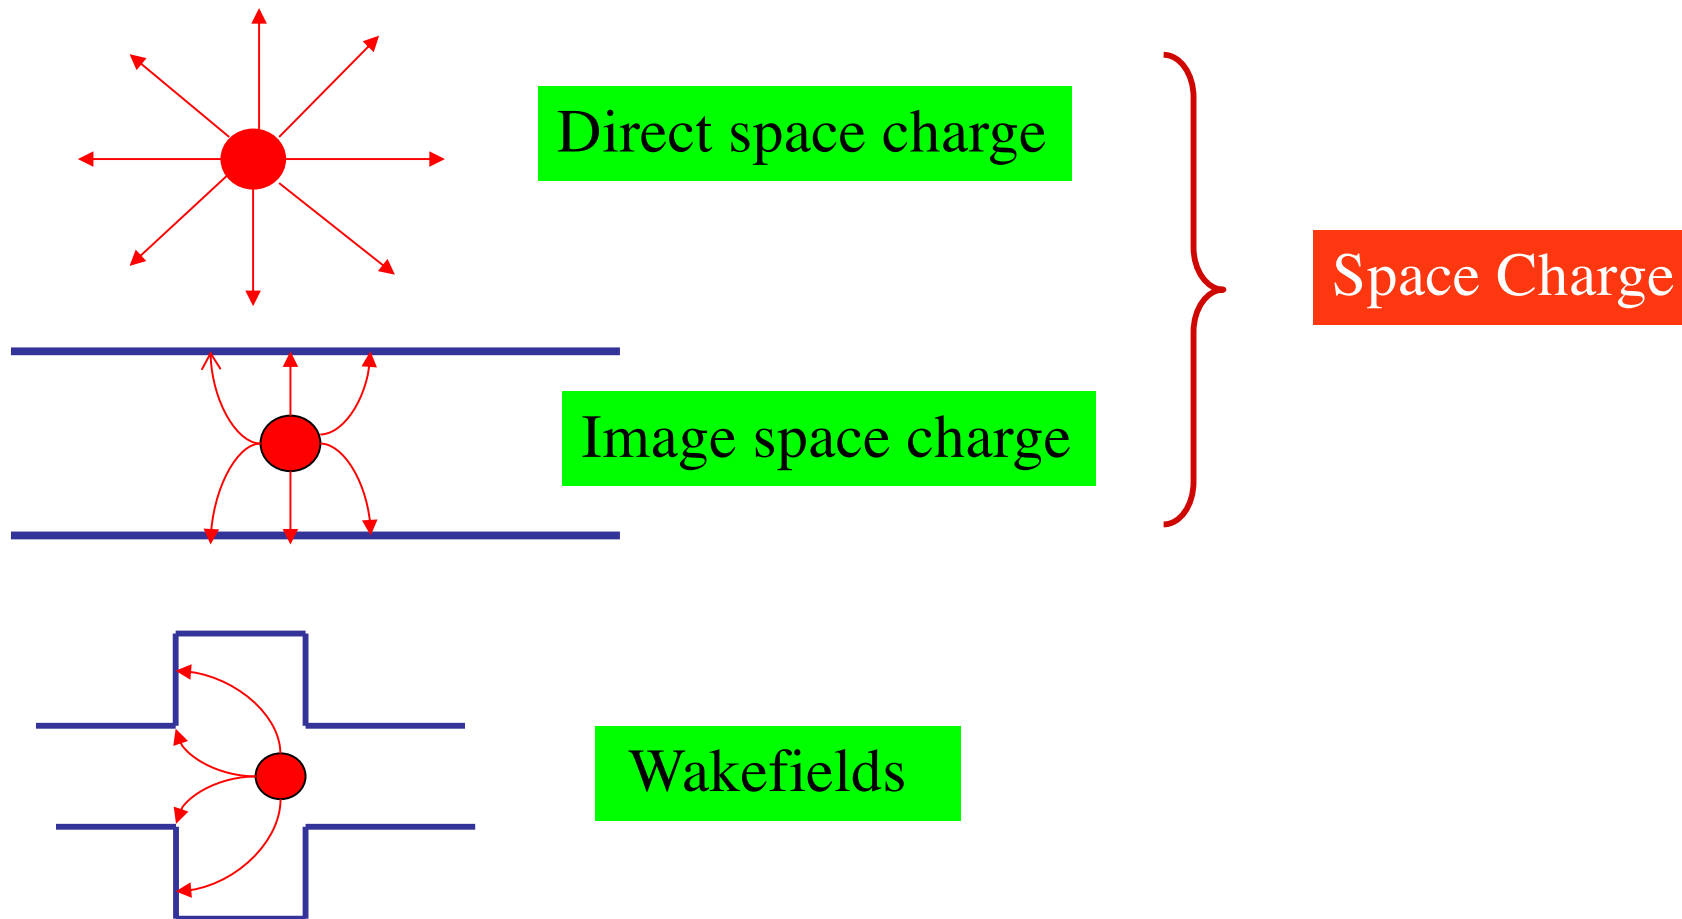 Direct space charge
Space Charge
Image space charge
Wakefields